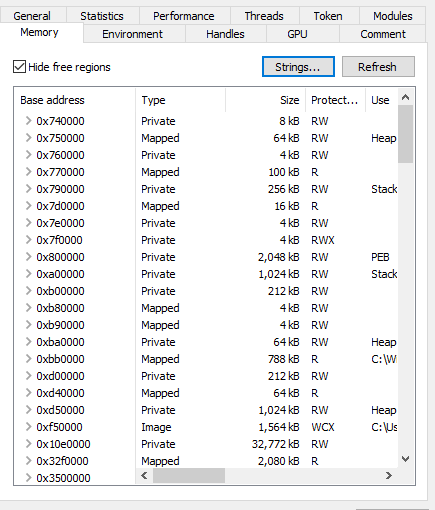 General Statistics Performance Threads Token Modules
Memory Environment Handles GPU Comment
Hide free regions Strings... Refresh
Base address Type Size Protect... Use
0x740000 Private 8 kB RW
0x750000 Mapped 64 kB RW Heap
0x760000 Private 4 kB RW
0x770000 Mapped 100 kB R
0x790000 Private 256 kB RW Stack
0x7d0000 Mapped 16 kB R
0x7e0000 Private 4 kB RW
0x7f0000 Private 4 kB RWX
0x800000 Private 2,048 kB RW PEB
0xa00000 Private 1,024 kB RW Stack
0xb00000 Private 212 kB RW
0xb80000 Mapped 4 kB RW
0xb90000 Mapped 4 kB RW
0xba0000 Private 64 kB RW Heap
0xbb0000 Mapped 788 kB R C:\W
0xd00000 Private 212 kB RW
0xd40000 Mapped 64 kB R
0xd50000 Private 1,024 kB RW Heap
0xf50000 Image 1,564 kB WCX C:\Us
0x10e0000 Private 32,772 kB RW
0x32f0000 Mapped 2,080 kB R
0x3500000